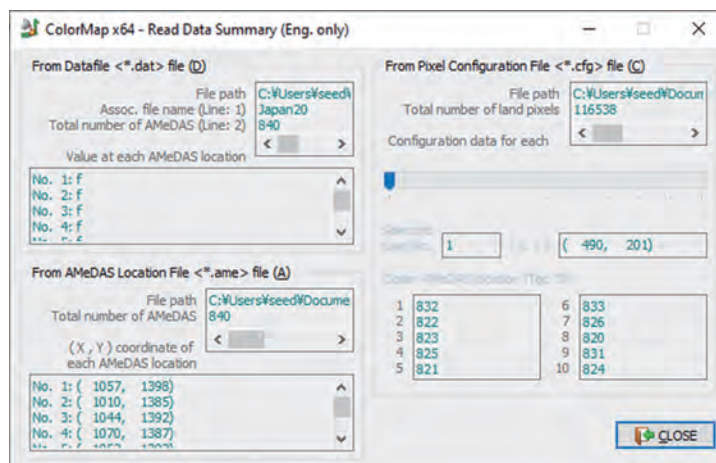 ColorMap x64 - Read Data Summary (Eng. only)
From Datafile <*.dat> file (D)
File path C:¥Users¥seed¥
Assoc. file name (Line: 1) Japan20
Total number of AMeDAS (Line: 2) 840
Value at each AMeDAS location
No. 1: f
No. 2: f
No. 3: f
No. 4: f
From AMeDAS Location File <*.ame> file (A)
File path C:¥Users¥seed¥Docume
Total number of AMeDAS 840
(X , Y) coordinate of
each AMeDAS location
No. 1: ( 1057, 1398)
No. 2: ( 1010, 1385)
No. 3: ( 1044, 1392)
No. 4: ( 1070, 1387)
From Pixel Configuration File <*.cfg> file (C)
File path C:¥Users¥seed¥Docum
Total number of land pixels 116538
Configuration data for each
1 ( 490, 201)
1 832 6 833
2 822 7 826
3 823 8 820
4 825 9 831
5 821 10 824
CLOSE